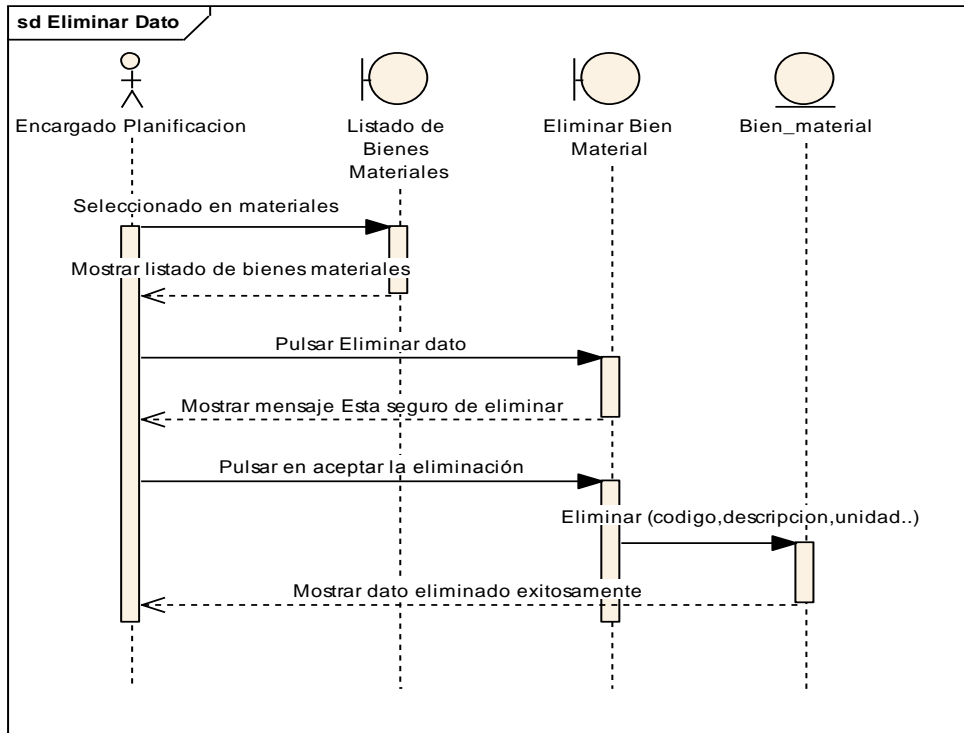 sd Eliminar Dato
Encargado Planificacion
Listado de
Bienes
Materiales
Eliminar Bien
Material
Bien_material
Seleccionado en materiales
Mostrar listado de bienes materiales
Pulsar Eliminar dato
Mostrar mensaje Esta seguro de eliminar
Pulsar en aceptar la eliminación
Eliminar (codigo,descripcion,unidad..)
Mostrar dato eliminado exitosamente